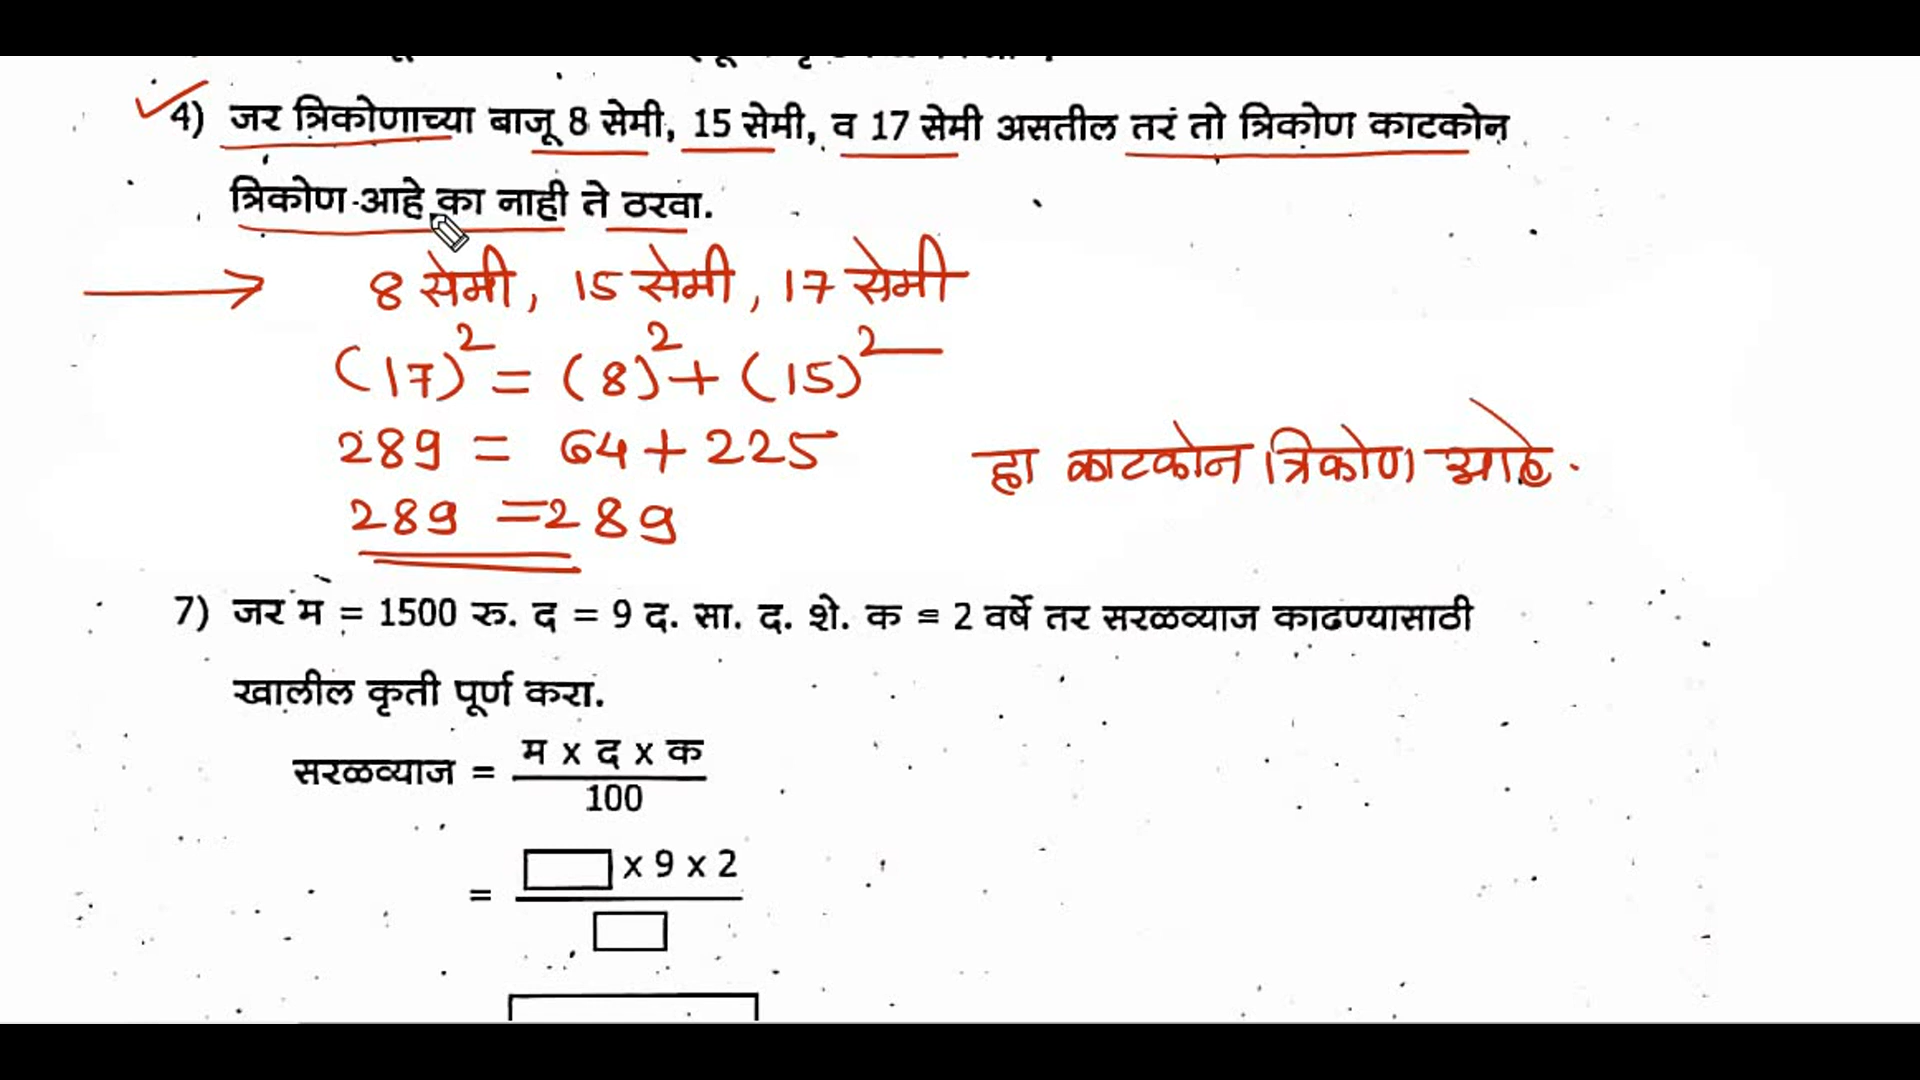 4) जर त्रिकोणाच्या बाजू 8 सेमी, 15 सेमी, व 17 सेमी असतील तर तो त्रिकोण काटकोन
त्रिकोण आहे का नाही ते ठरवा.
8 सेमी, 15 सेमी, 17 सेमी
(17)² = (8)² + (15)²
289 = 64 + 225
289 = 289
हा काटकोन त्रिकोण आहे.
7) जर म = 1500 रु. द = 9 द. सा. द. शे. क = 2 वर्षे तर सरळव्याज काढण्यासाठी
खालील कृती पूर्ण करा.
सरळव्याज = म x द x क
100
= x 9 x 2